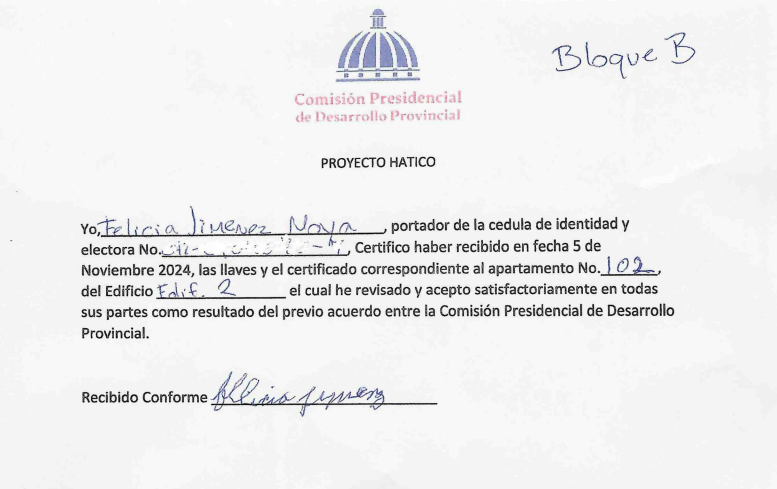 Bloque B
Comisión Presidencial
de Desarrollo Provincial
PROYECTO HATICO
Yo, Felicia Jimenez Noya, portador de la cedula de identidad y
electora No. , Certifico haber recibido en fecha 5 de
Noviembre 2024, las llaves y el certificado correspondiente al apartamento No. 102,
del Edificio Edif. 2 el cual he revisado y acepto satisfactoriamente en todas
sus partes como resultado del previo acuerdo entre la Comisión Presidencial de Desarrollo
Provincial.
Recibido Conforme Felicia Jimenez